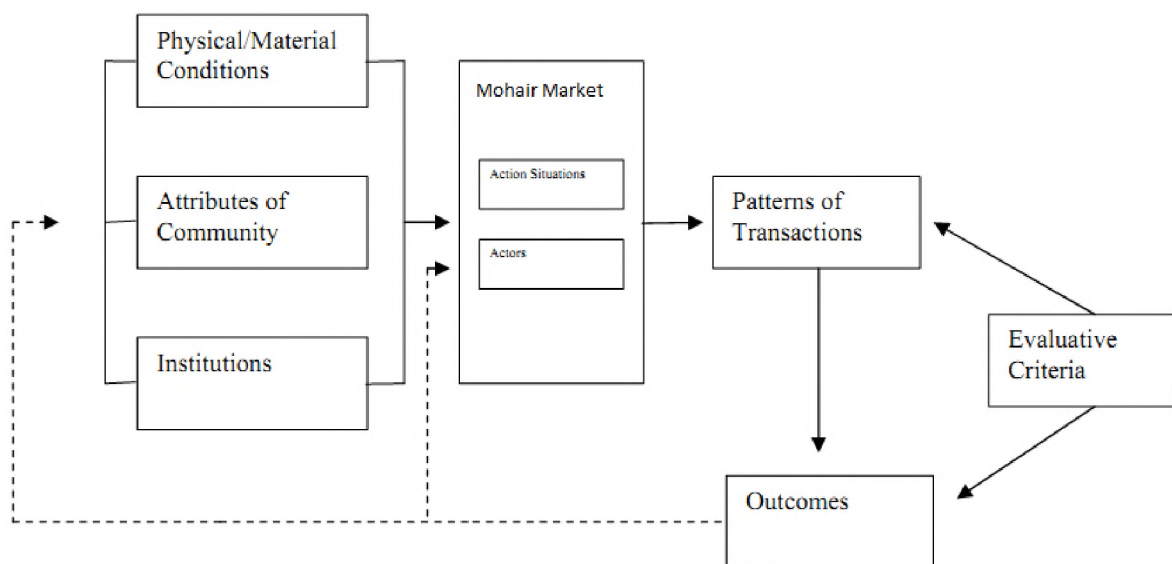 Physical/Material
Conditions
Attributes of
Community
Institutions
Mohair Market
Action Situations
Actors
Patterns of
Transactions
Outcomes
Evaluative
Criteria